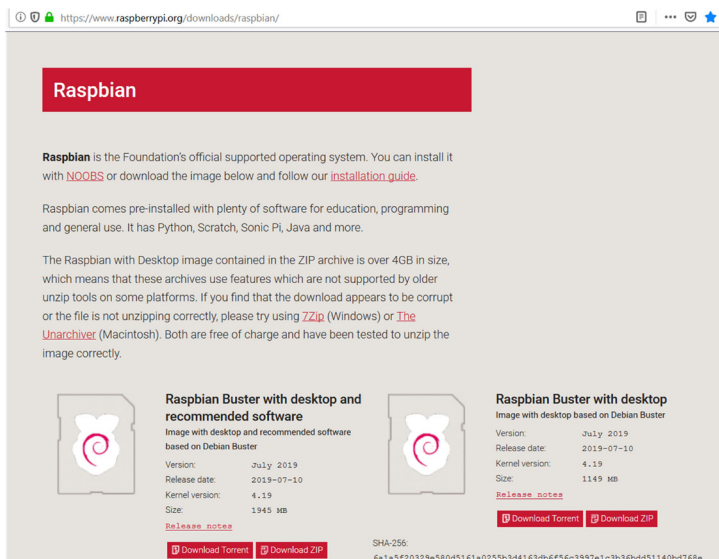 https://www.raspberrypi.org/downloads/raspbian/
Raspbian
Raspbian is the Foundation's official supported operating system. You can install it
with NOOBS or download the image below and follow our installation guide.
Raspbian comes pre-installed with plenty of software for education, programming
and general use. It has Python, Scratch, Sonic Pi, Java and more.
The Raspbian with Desktop image contained in the ZIP archive is over 4GB in size,
which means that these archives use features which are not supported by older
unzip tools on some platforms. If you find that the download appears to be corrupt
or the file is not unzipping correctly, please try using 7Zip (Windows) or The
Unarchiver (Macintosh). Both are free of charge and have been tested to unzip the
image correctly.
Raspbian Buster with desktop and
recommended software
Image with desktop and recommended software
based on Debian Buster
Version: July 2019
Release date: 2019-07-10
Kernel version: 4.19
Size: 1945 MB
Release notes
Download Torrent Download ZIP
Raspbian Buster with desktop
Image with desktop based on Debian Buster
Version: July 2019
Release date: 2019-07-10
Kernel version: 4.19
Size: 1149 MB
Release notes
Download Torrent Download ZIP
SHA-256: